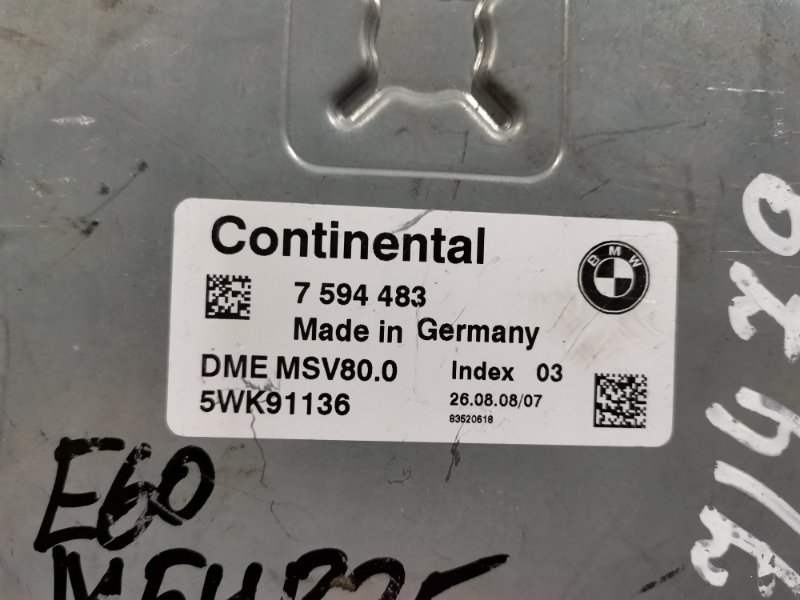 Continental
BMW
7 594 483
Made in Germany
DME MSV80.0 Index 03
5WK91136 26.08.08/07
83520618
E60